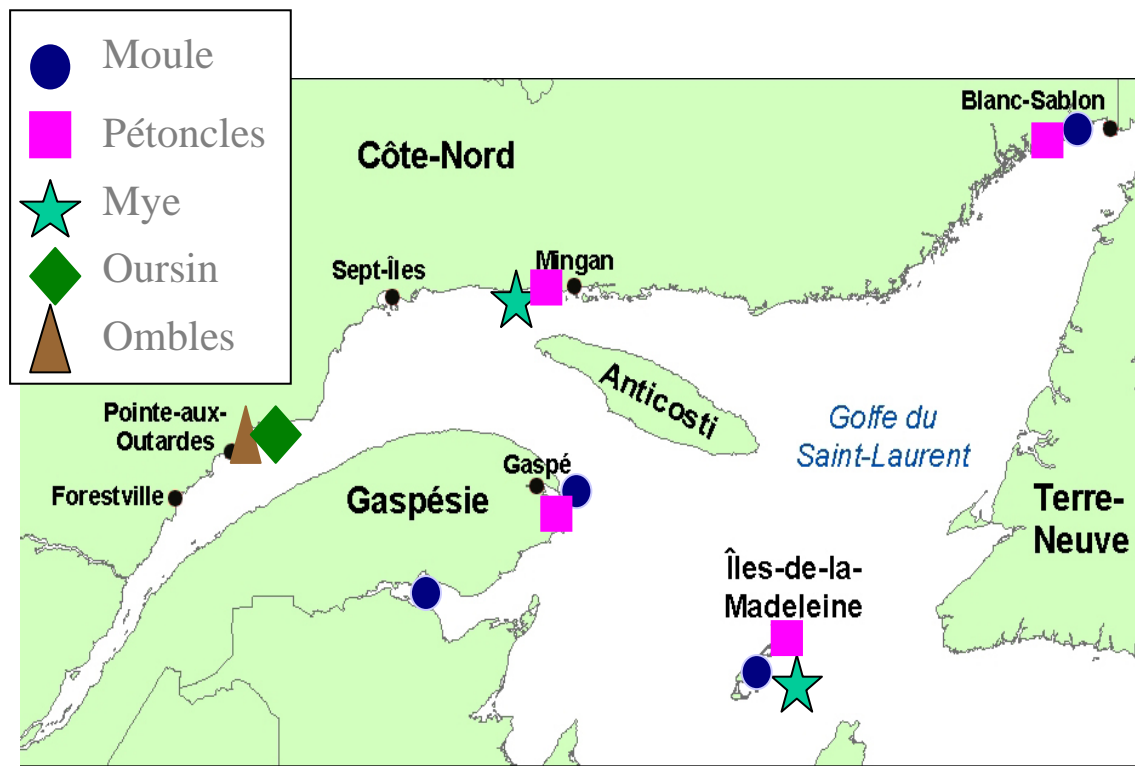 Moule
Pétoncles
Mye
Oursin
Ombles
Blanc-Sablon
Côte-Nord
Sept-Îles
Mingan
Anticosti
Pointe-aux-
Outardes
Golfe du
Saint-Laurent
Forestville
Gaspésie
Gaspé
Terre-
Neuve
Îles-de-la-
Madeleine